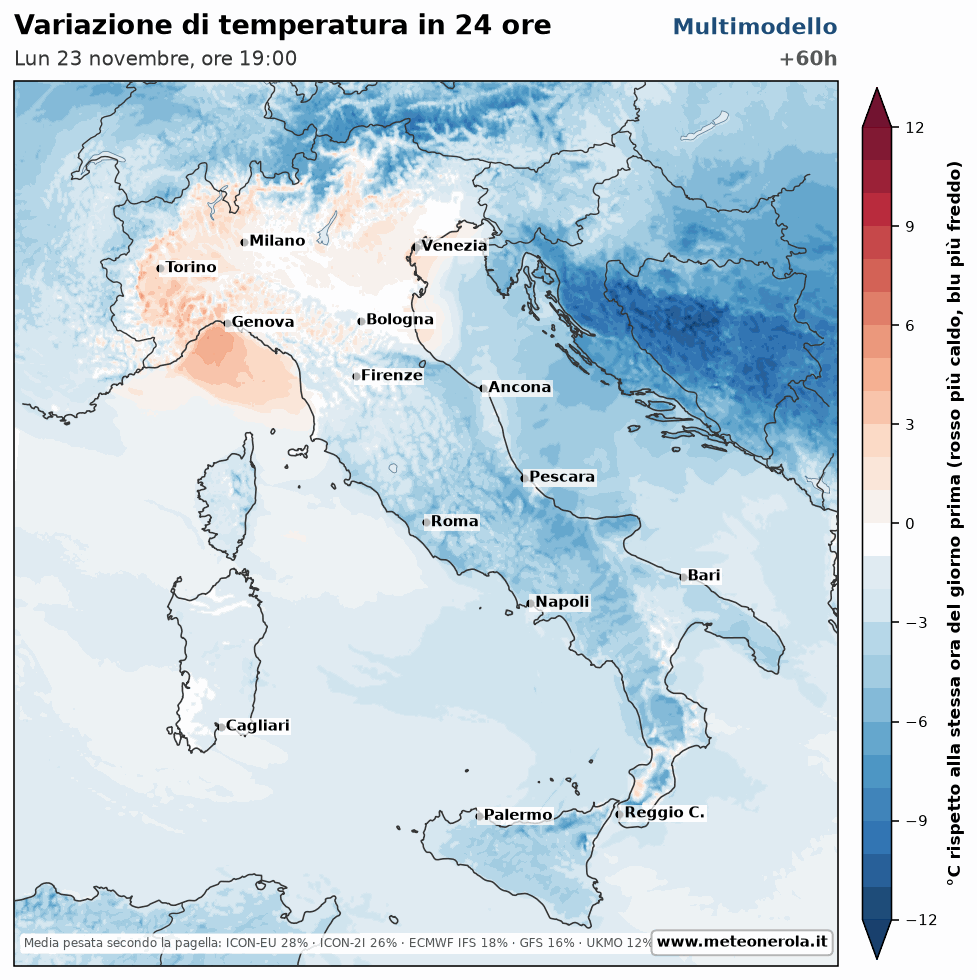 Variazione di temperatura in 24 ore
Multimodello
Lun 23 novembre, ore 19:00
+60h
Milano
Venezia
Torino
Genova
Bologna
Firenze
Ancona
Pescara
Roma
Bari
Napoli
Cagliari
Palermo
Reggio C.
12
9
6
3
0
−3
−6
−9
−12
°C rispetto alla stessa ora del giorno prima (rosso più caldo, blu più freddo)
Media pesata secondo la pagella: ICON-EU 28% · ICON-2I 26% · ECMWF IFS 18% · GFS 16% · UKMO 12%
www.meteonerola.it